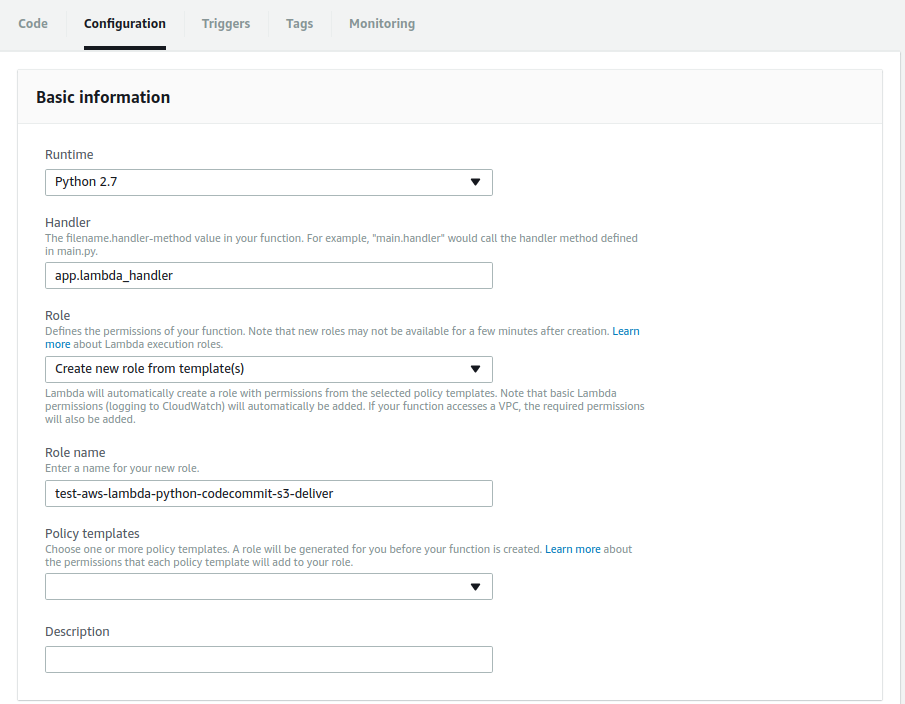 Code Configuration Triggers Tags Monitoring
Basic information
Runtime
Python 2.7
Handler
The filename.handler-method value in your function. For example, "main.handler" would call the handler method defined
in main.py.
app.lambda_handler
Role
Defines the permissions of your function. Note that new roles may not be available for a few minutes after creation. Learn
more about Lambda execution roles.
Create new role from template(s)
Lambda will automatically create a role with permissions from the selected policy templates. Note that basic Lambda
permissions (logging to CloudWatch) will automatically be added. If your function accesses a VPC, the required permissions
will also be added.
Role name
Enter a name for your new role.
test-aws-lambda-python-codecommit-s3-deliver
Policy templates
Choose one or more policy templates. A role will be generated for you before your function is created. Learn more about
the permissions that each policy template will add to your role.
Description